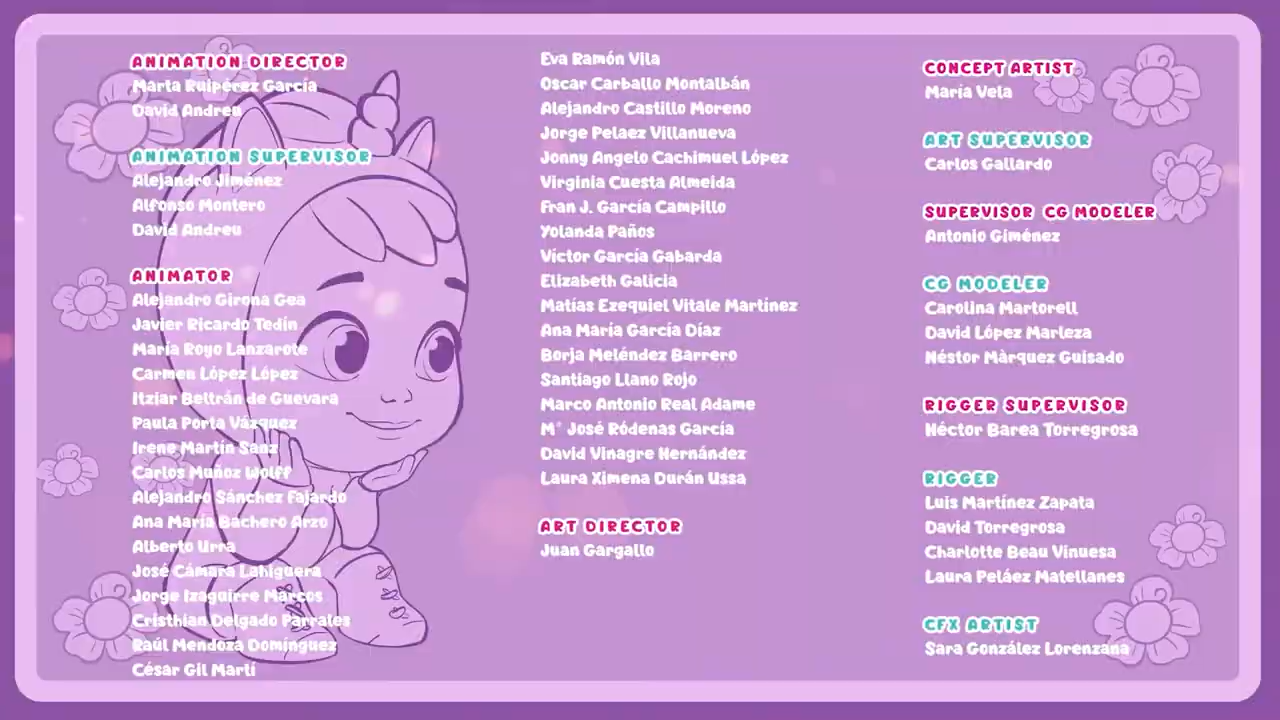 ANIMATION DIRECTOR
Marta Ruipérez García
David Andreu
ANIMATION SUPERVISOR
Alejandro Jiménez
Alfonso Montero
David Andreu
ANIMATOR
Alejandro Girona Gea
Javier Ricardo Tedín
María Royo Lanzarote
Carmen López López
Itziar Beltrán de Guevara
Paula Porta Vázquez
Irene Martín Sanz
Carlos Muñoz Wolff
Alejandro Sánchez Fajardo
Ana María Bachero Arzo
Alberto Urra
José Cámara Lahiguera
Jorge Izaguirre Marcos
Cristhian Delgado Parrales
Raúl Mendoza Domínguez
César Gil Martí
Eva Ramón Vila
Oscar Carballo Montalbán
Alejandro Castillo Moreno
Jorge Pelaez Villanueva
Jonny Angelo Cachimuel López
Virginia Cuesta Almeida
Fran J. García Campillo
Yolanda Paños
Víctor García Gabarda
Elizabeth Galicia
Matías Ezequiel Vitale Martínez
Ana María García Díaz
Borja Meléndez Barrero
Santiago Llano Rojo
Marco Antonio Real Adame
Mª José Ródenas García
David Vinagre Hernández
Laura Ximena Durán Ussa
ART DIRECTOR
Juan Gargallo
CONCEPT ARTIST
María Vela
ART SUPERVISOR
Carlos Gallardo
SUPERVISOR CG MODELER
Antonio Giménez
CG MODELER
Carolina Martorell
David López Marleza
Néstor Màrquez Guisado
RIGGER SUPERVISOR
Néctor Barea Torregrosa
RIGGER
Luis Martínez Zapata
David Torregrosa
Charlotte Beau Vinuesa
Laura Peláez Matellanes
CFX ARTIST
Sara González Lorenzana